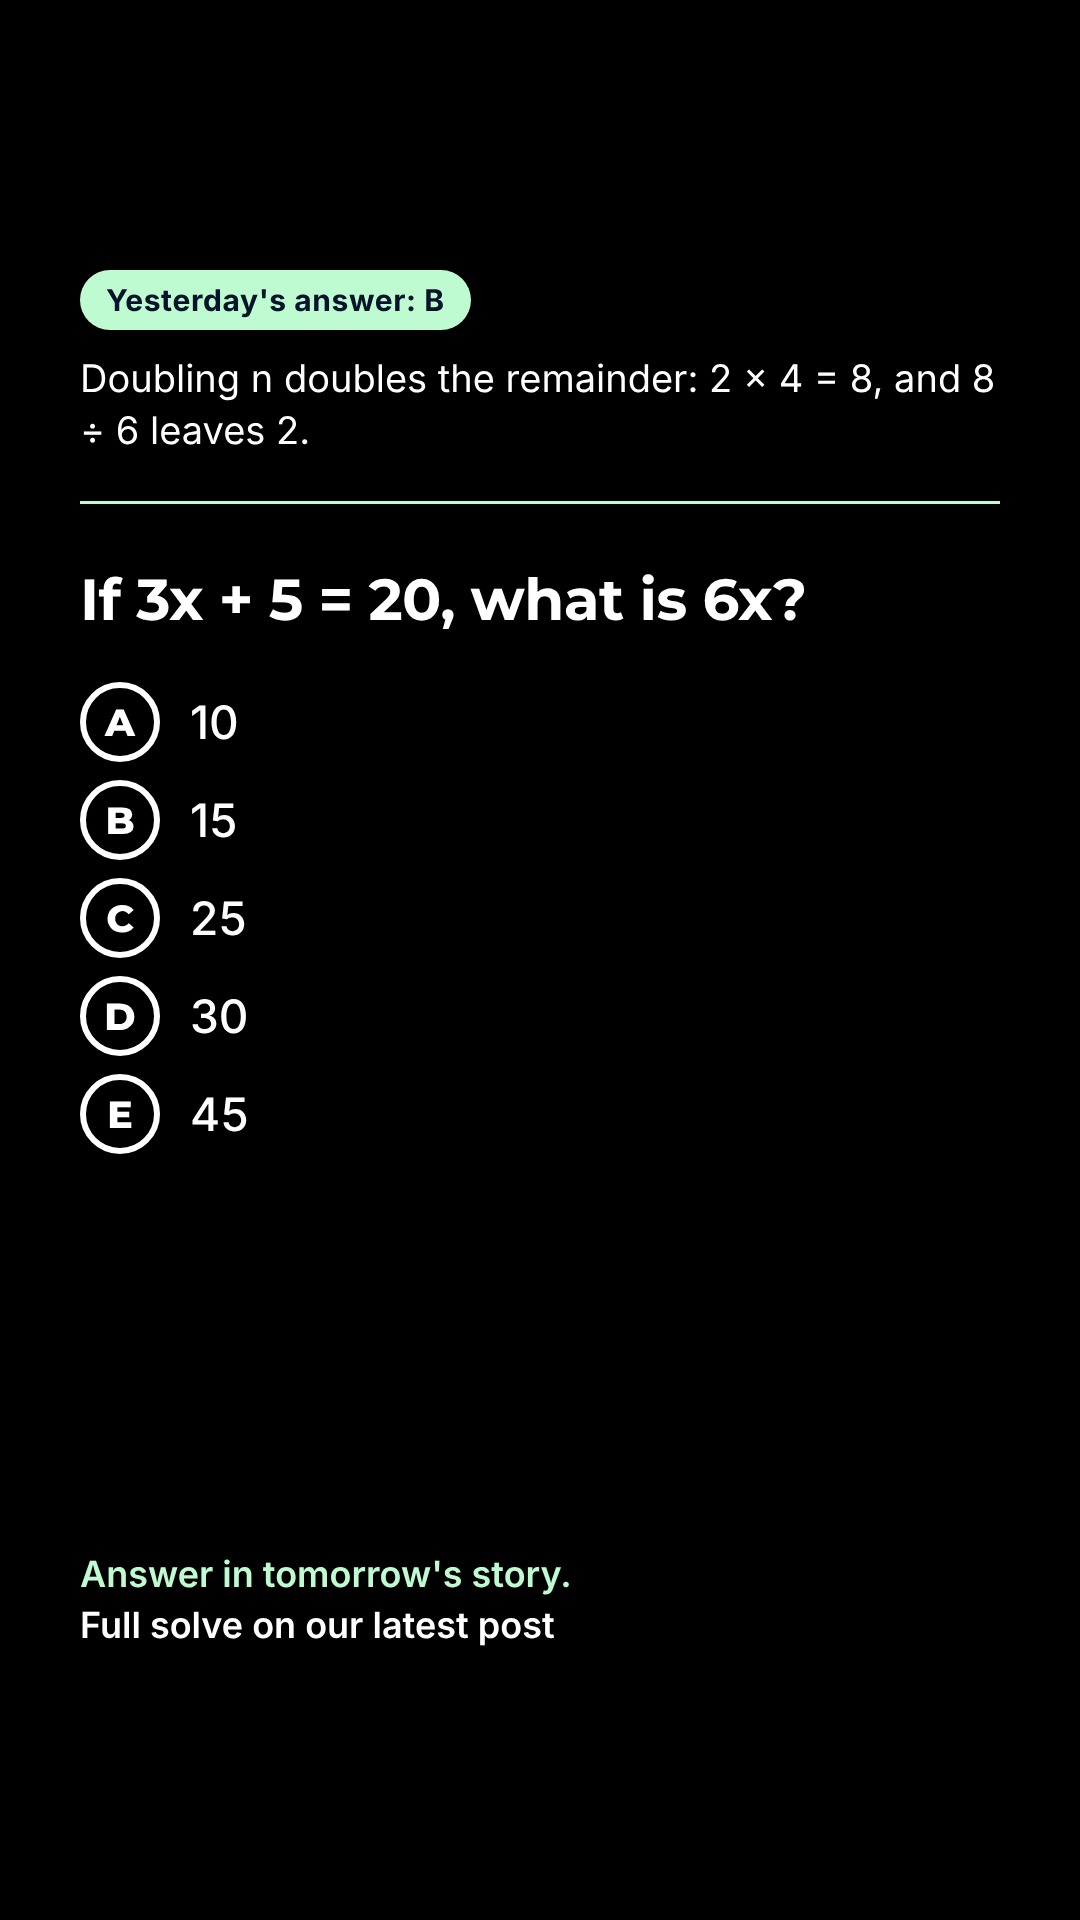 Yesterday's answer: B
Doubling n doubles the remainder: 2 × 4 = 8, and 8
÷ 6 leaves 2.
If 3x + 5 = 20, what is 6x?
A 10
B 15
C 25
D 30
E 45
Answer in tomorrow's story.
Full solve on our latest post